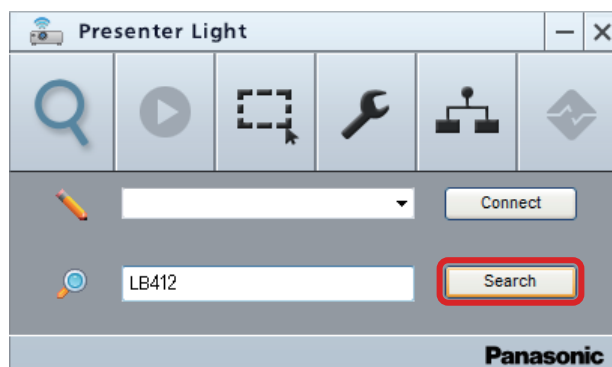 Presenter Light
Connect
LB412
Search
Panasonic